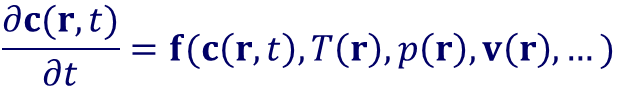 ∂𝐜(𝐫, t)/∂t = 𝐟(𝐜(𝐫, t), T(𝐫), p(𝐫), 𝐯(𝐫), … )